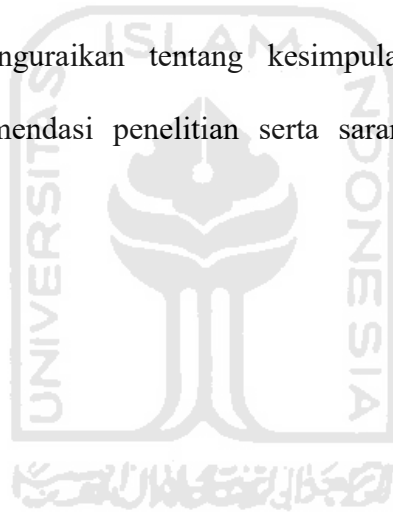 nguraikan tentang kesimpula
mendasi penelitian serta saran
UNIVERSITAS ISLAM INDONESIA